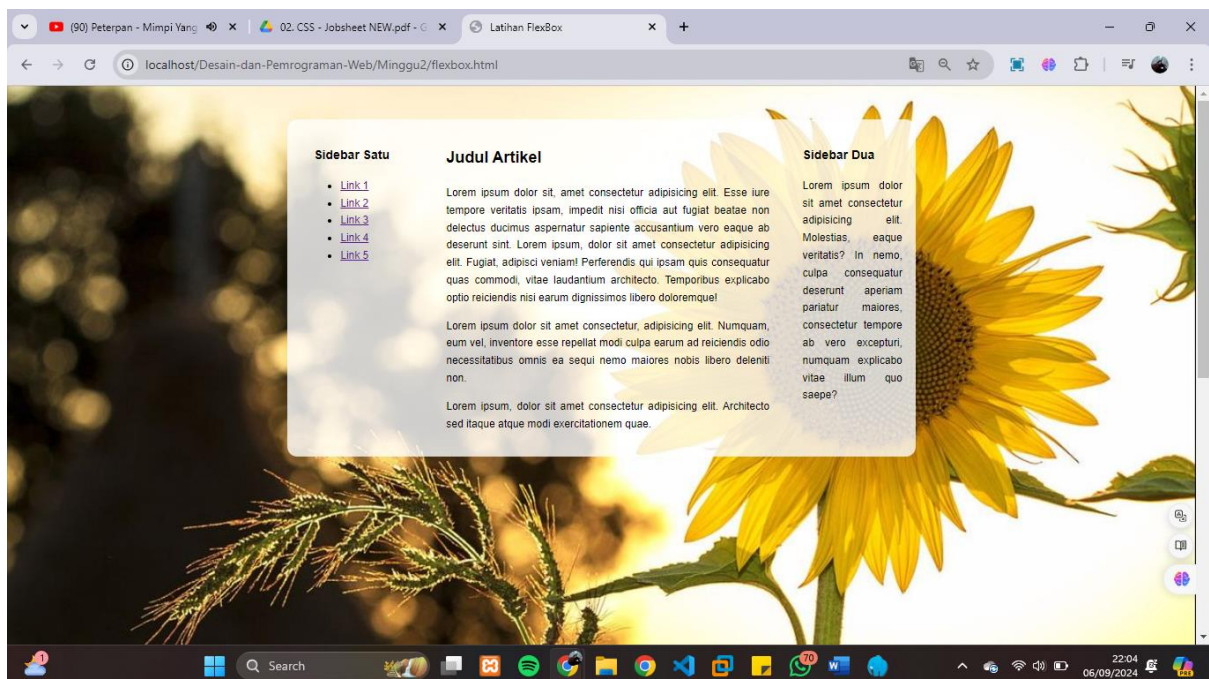 (90) Peterpan - Mimpi Yang
02. CSS - Jobsheet NEW.pdf - G
Latihan FlexBox
localhost/Desain-dan-Pemrograman-Web/Minggu2/flexbox.html
Sidebar Satu
Link 1
Link 2
Link 3
Link 4
Link 5
Judul Artikel
Lorem ipsum dolor sit, amet consectetur adipisicing elit. Esse iure
tempore veritatis ipsam, impedit nisi officia aut fugiat beatae non
delectus ducimus aspernatur sapiente accusantium vero eaque ab
deserunt sint. Lorem ipsum, dolor sit amet consectetur adipisicing
elit. Fugiat, adipisci veniam! Perferendis qui ipsam quis consequatur
quas commodi, vitae laudantium architecto. Temporibus explicabo
optio reiciendis nisi earum dignissimos libero doloremque!
Lorem ipsum dolor sit amet consectetur, adipisicing elit. Numquam,
eum vel, inventore esse repellat modi culpa earum ad reiciendis odio
necessitatibus omnis ea sequi nemo maiores nobis libero deleniti
non.
Lorem ipsum, dolor sit amet consectetur adipisicing elit. Architecto
sed itaque atque modi exercitationem quae.
Sidebar Dua
Lorem ipsum dolor
sit amet consectetur
adipisicing elit.
Molestias, eaque
veritatis? In nemo,
culpa consequatur
deserunt aperiam
pariatur maiores,
consectetur tempore
ab vero excepturi,
numquam explicabo
vitae illum quo
saepe?
1
Search
70
22:04
06/09/2024